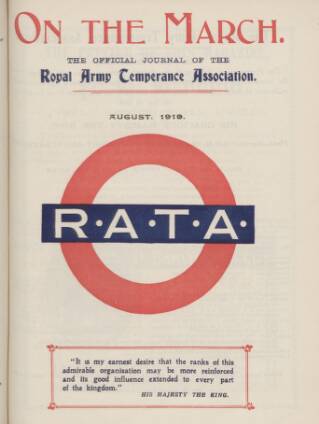 ON THE MARCH.
THE OFFICIAL JOURNAL OF THE
Royal Army Temperance Association.
AUGUST. 1919.
R·A·T·A·
"It is my earnest desire that the ranks of this
admirable organisation may be more reinforced
and its good influence extended to every part
of the kingdom."
HIS MAJESTY THE KING.